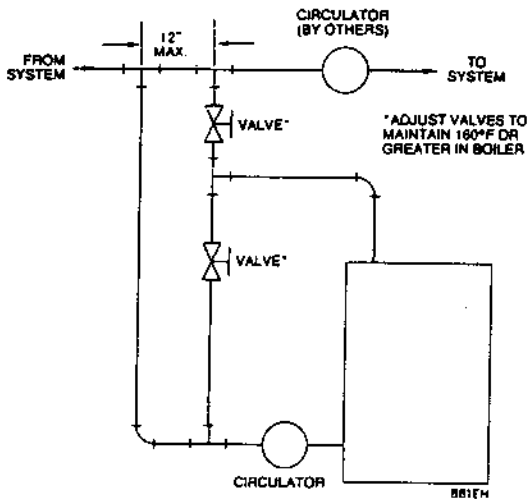 CIRCULATOR
(BY OTHERS)
12"
MAX.
FROM
SYSTEM
TO
SYSTEM
VALVE*
*ADJUST VALVES TO
MAINTAIN 160°F OR
GREATER IN BOILER
VALVE*
CIRCULATOR